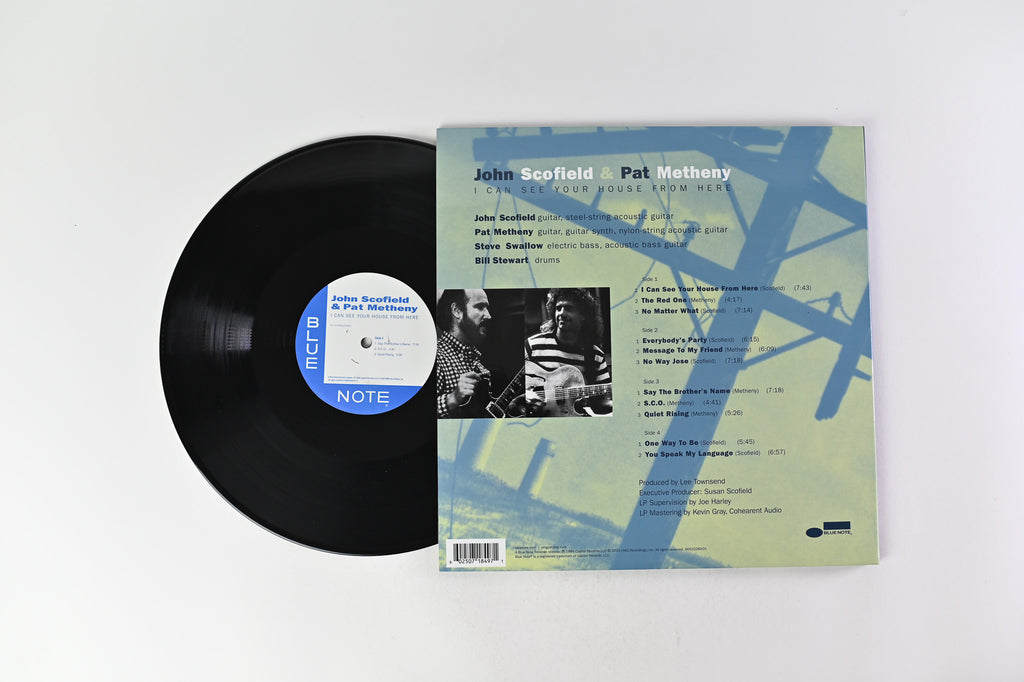 John Scofield
& Pat Metheny
I CAN SEE YOUR HOUSE FROM HERE
BLUE
NOTE
John Scofield & Pat Metheny
I CAN SEE YOUR HOUSE FROM HERE
John Scofield guitar, steel-string acoustic guitar
Pat Metheny guitar, guitar synth, nylon-string acoustic guitar
Steve Swallow electric bass, acoustic bass guitar
Bill Stewart drums
Side 1
1 I Can See Your House From Here (Scofield) (7:43)
2 The Red One (Metheny) (4:17)
3 No Matter What (Scofield) (7:14)
Side 2
1 Everybody's Party (Scofield) (6:15)
2 Message To My Friend (Metheny) (6:09)
3 No Way Jose (Scofield) (7:18)
Side 3
1 Say The Brother's Name (Metheny) (7:18)
2 S.C.O. (Metheny) (4:41)
3 Quiet Rising (Metheny) (5:26)
Side 4
1 One Way To Be (Scofield) (5:45)
2 You Speak My Language (Scofield) (6:57)
Produced by Lee Townsend
Executive Producer: Susan Scofield
LP Supervision by Joe Harley
LP Mastering by Kevin Gray, Cohearent Audio
BLUE NOTE
6 02507 18497 1